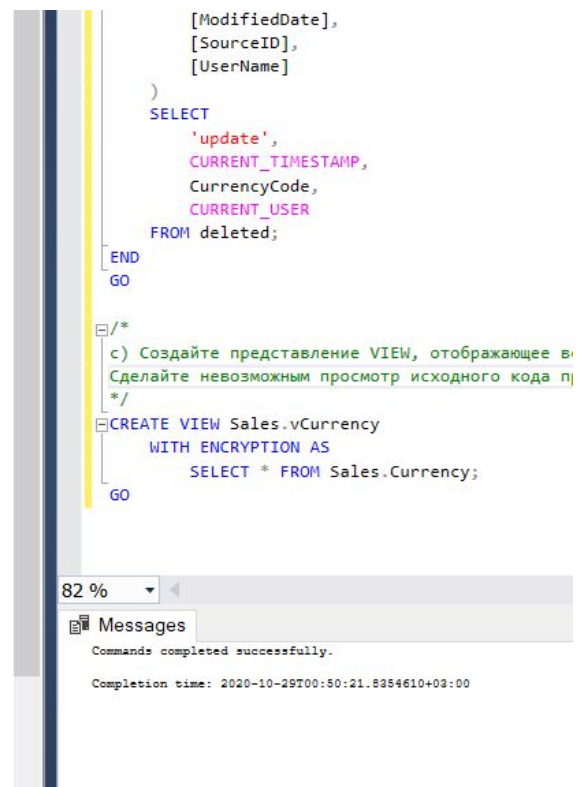 [ModifiedDate],
[SourceID],
[UserName]
)
SELECT
'update',
CURRENT_TIMESTAMP,
CurrencyCode,
CURRENT_USER
FROM deleted;
END
GO
/*
c) Создайте представление VIEW, отображающее
Сделайте невозможным просмотр исходного кода
*/
CREATE VIEW Sales.vCurrency
WITH ENCRYPTION AS
SELECT * FROM Sales.Currency;
GO
82 %
Messages
Commands completed successfully.
Completion time: 2020-10-29T00:50:21.8354610+03:00